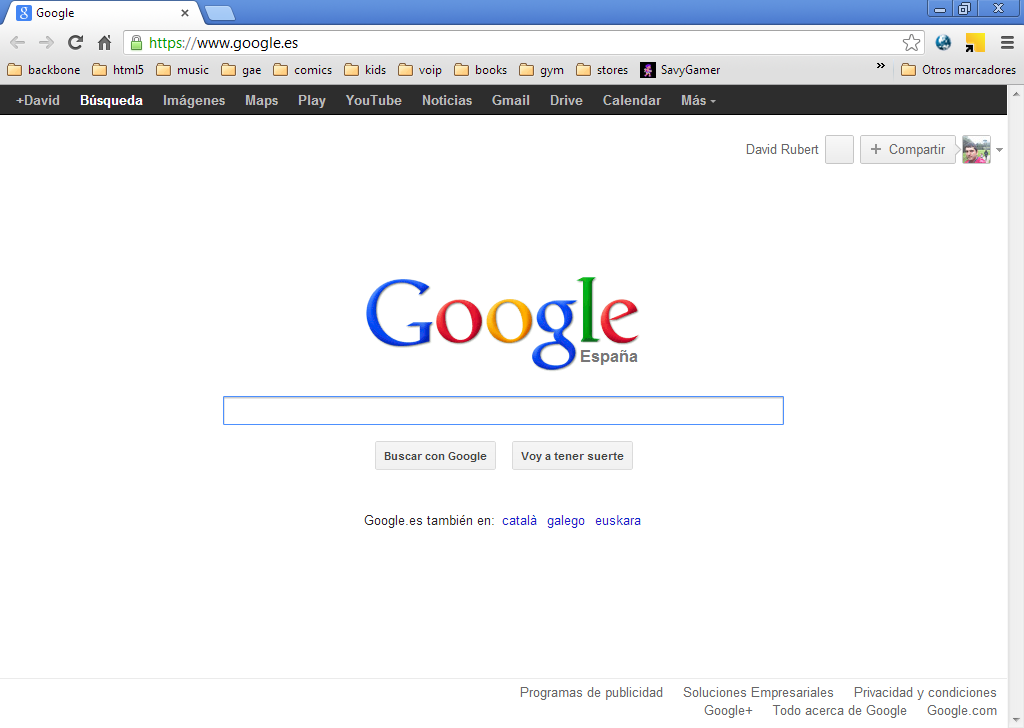 Google
https://www.google.es
backbone html5 music gae comics kids voip books gym stores SavyGamer » Otros marcadores
+David Búsqueda Imágenes Maps Play YouTube Noticias Gmail Drive Calendar Más
David Rubert + Compartir
Google
España
Buscar con Google Voy a tener suerte
Google.es también en: català galego euskara
Programas de publicidad Soluciones Empresariales Privacidad y condiciones
Google+ Todo acerca de Google Google.com